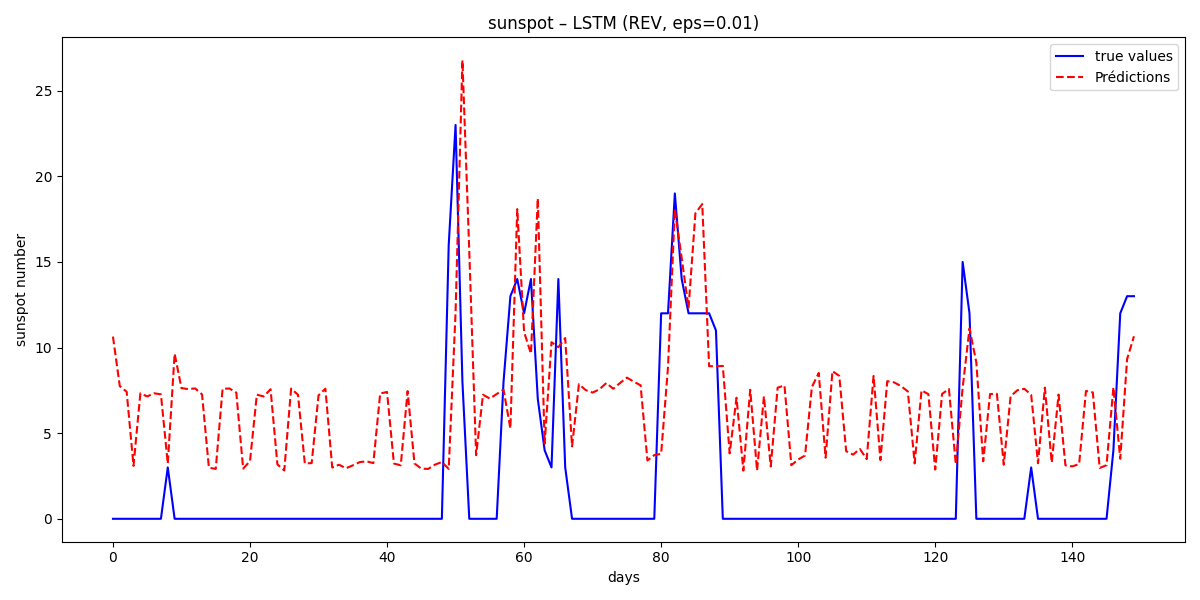 sunspot – LSTM (REV, eps=0.01)
true values
Prédictions
sunspot number
25
20
15
10
5
0
0 20 40 60 80 100 120 140
days